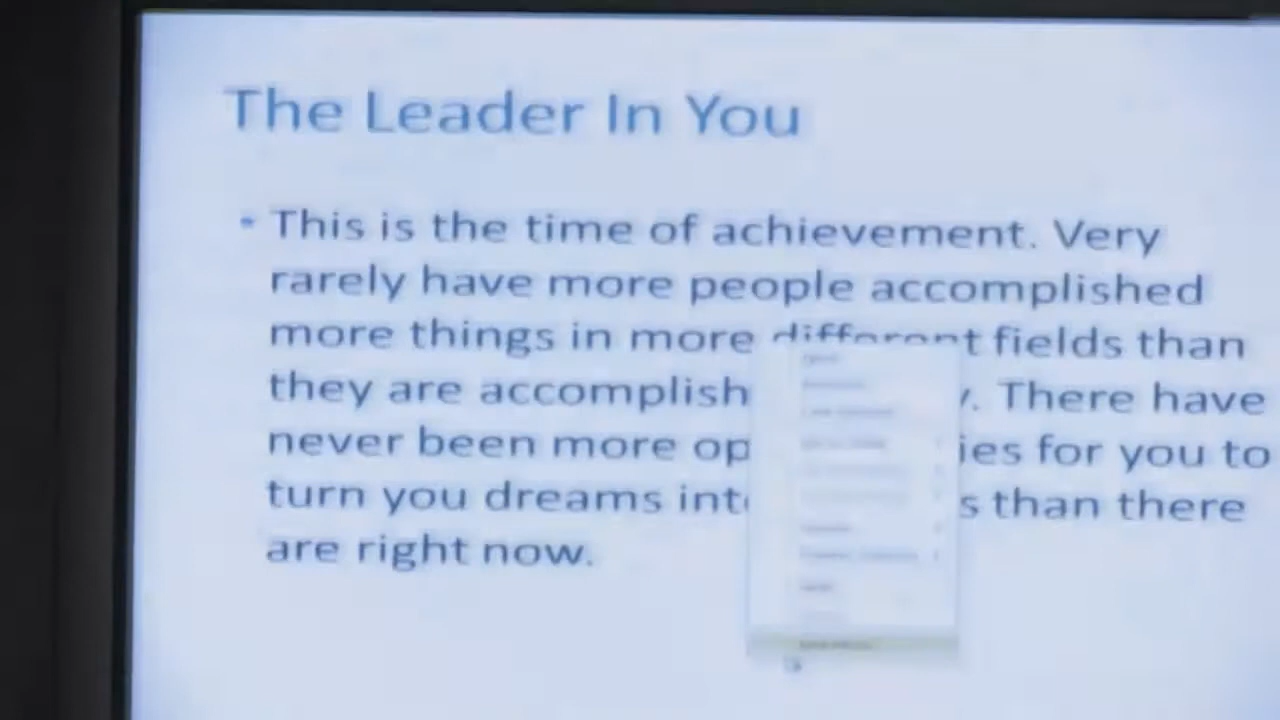 The Leader In You
This is the time of achievement. Very
rarely have more people accomplished
more things in more different fields than
they are accomplish y. There have
never been more op ies for you to
turn you dreams into s than there
are right now.